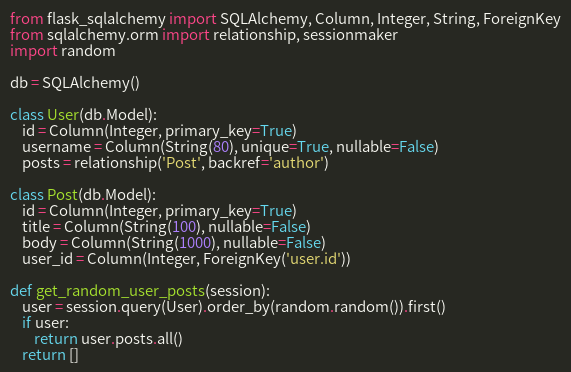 from flask_sqlalchemy import SQLAlchemy, Column, Integer, String, ForeignKey
from sqlalchemy.orm import relationship, sessionmaker
import random

db = SQLAlchemy()

class User(db.Model):
    id = Column(Integer, primary_key=True)
    username = Column(String(80), unique=True, nullable=False)
    posts = relationship('Post', backref='author')

class Post(db.Model):
    id = Column(Integer, primary_key=True)
    title = Column(String(100), nullable=False)
    body = Column(String(1000), nullable=False)
    user_id = Column(Integer, ForeignKey('user.id'))

def get_random_user_posts(session):
    user = session.query(User).order_by(random.random()).first()
    if user:
        return user.posts.all()
    return []